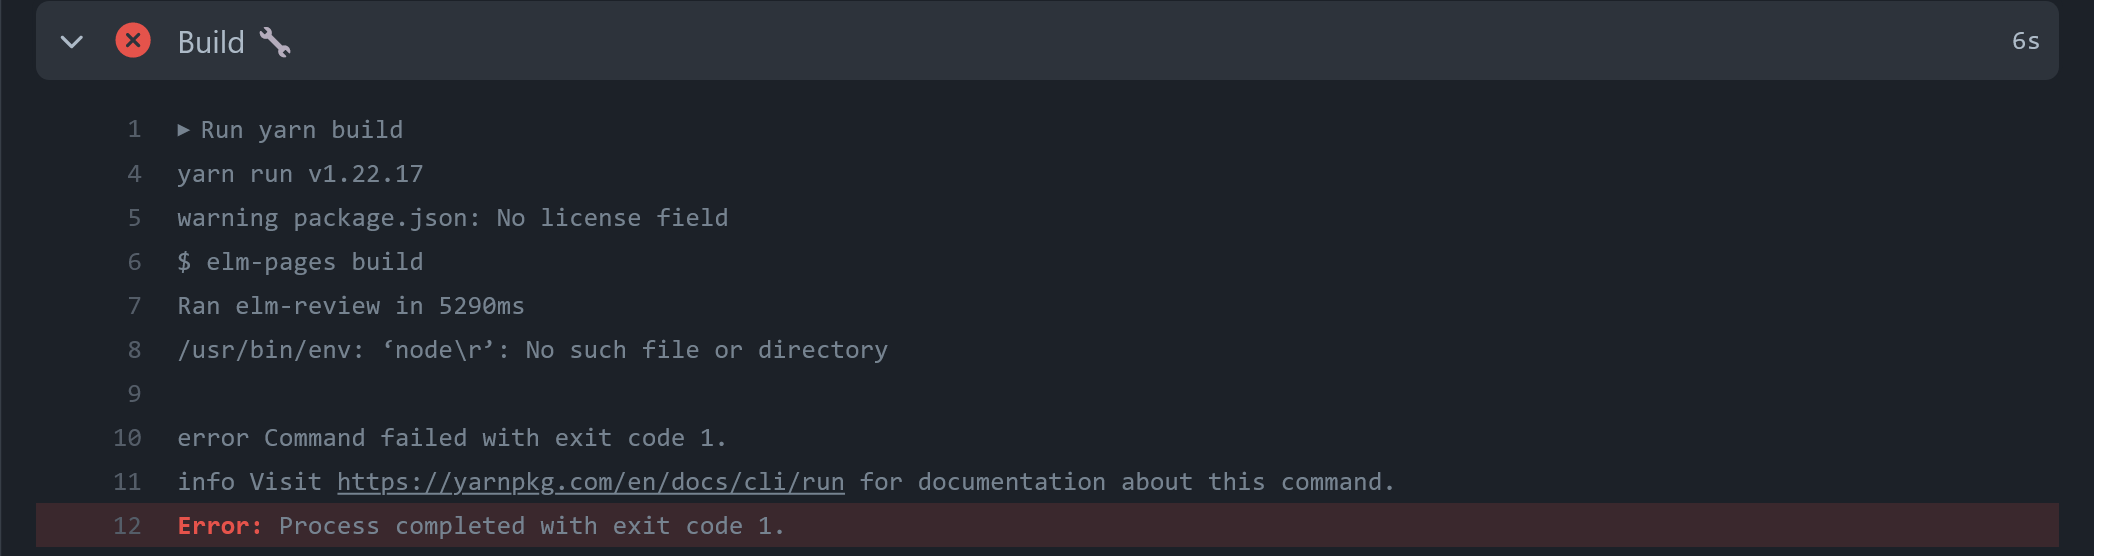 Build 🔧 6s
1 ▶ Run yarn build
4 yarn run v1.22.17
5 warning package.json: No license field
6 $ elm-pages build
7 Ran elm-review in 5290ms
8 /usr/bin/env: ‘node\r’: No such file or directory
9
10 error Command failed with exit code 1.
11 info Visit https://yarnpkg.com/en/docs/cli/run for documentation about this command.
12 Error: Process completed with exit code 1.